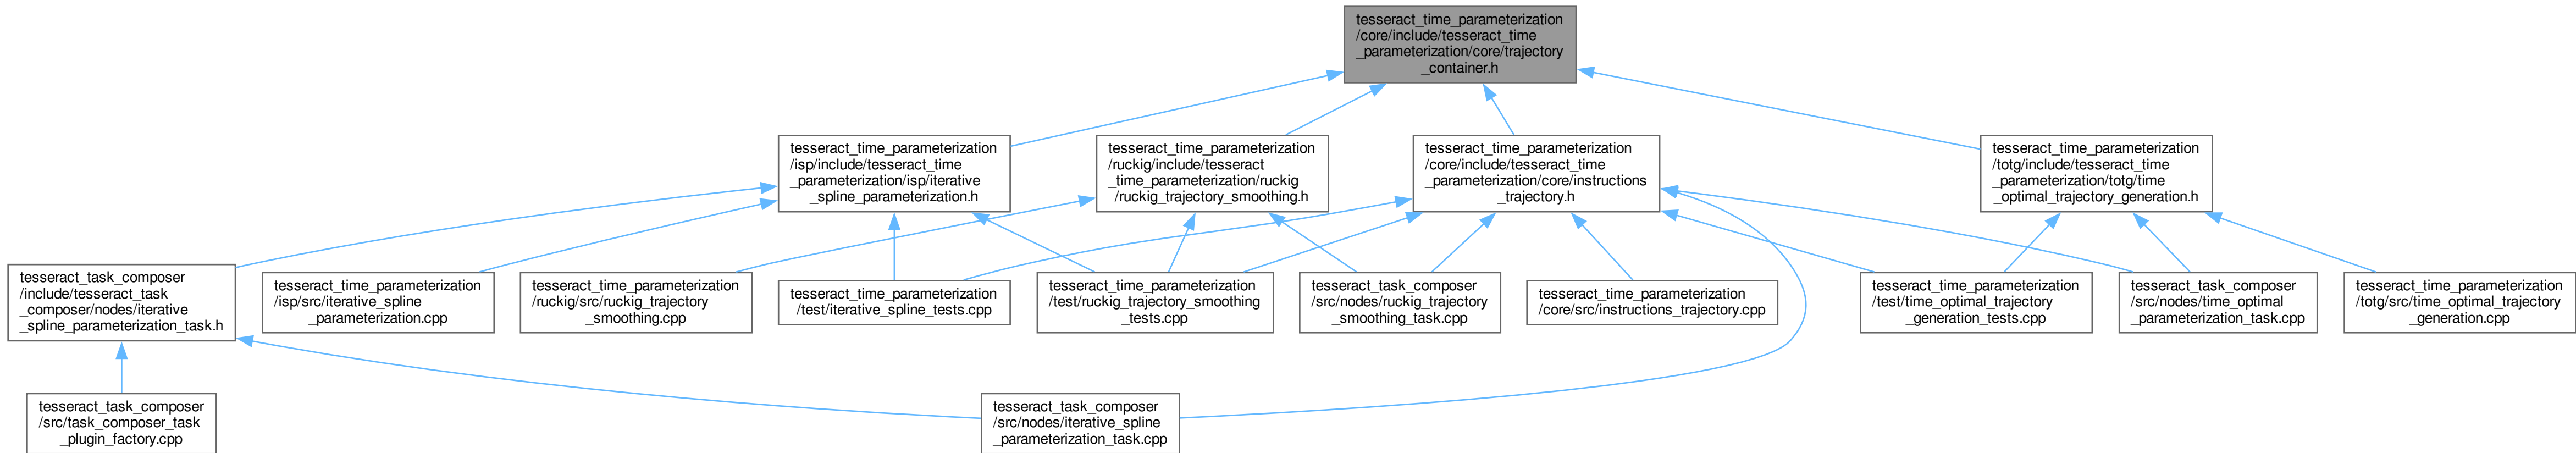 tesseract_time_parameterization
/core/include/tesseract_time
_parameterization/core/trajectory
_container.h
tesseract_time_parameterization
/isp/include/tesseract_time
_parameterization/isp/iterative
_spline_parameterization.h
tesseract_time_parameterization
/ruckig/include/tesseract
_time_parameterization/ruckig
/ruckig_trajectory_smoothing.h
tesseract_time_parameterization
/core/include/tesseract_time
_parameterization/core/instructions
_trajectory.h
tesseract_time_parameterization
/totg/include/tesseract_time
_parameterization/totg/time
_optimal_trajectory_generation.h
tesseract_task_composer
/include/tesseract_task
_composer/nodes/iterative
_spline_parameterization_task.h
tesseract_time_parameterization
/isp/src/iterative_spline
_parameterization.cpp
tesseract_time_parameterization
/ruckig/src/ruckig_trajectory
_smoothing.cpp
tesseract_time_parameterization
/test/iterative_spline_tests.cpp
tesseract_time_parameterization
/test/ruckig_trajectory_smoothing
_tests.cpp
tesseract_task_composer
/src/nodes/ruckig_trajectory
_smoothing_task.cpp
tesseract_time_parameterization
/core/src/instructions_trajectory.cpp
tesseract_time_parameterization
/test/time_optimal_trajectory
_generation_tests.cpp
tesseract_task_composer
/src/nodes/time_optimal
_parameterization_task.cpp
tesseract_time_parameterization
/totg/src/time_optimal_trajectory
_generation.cpp
tesseract_task_composer
/src/task_composer_task
_plugin_factory.cpp
tesseract_task_composer
/src/nodes/iterative_spline
_parameterization_task.cpp